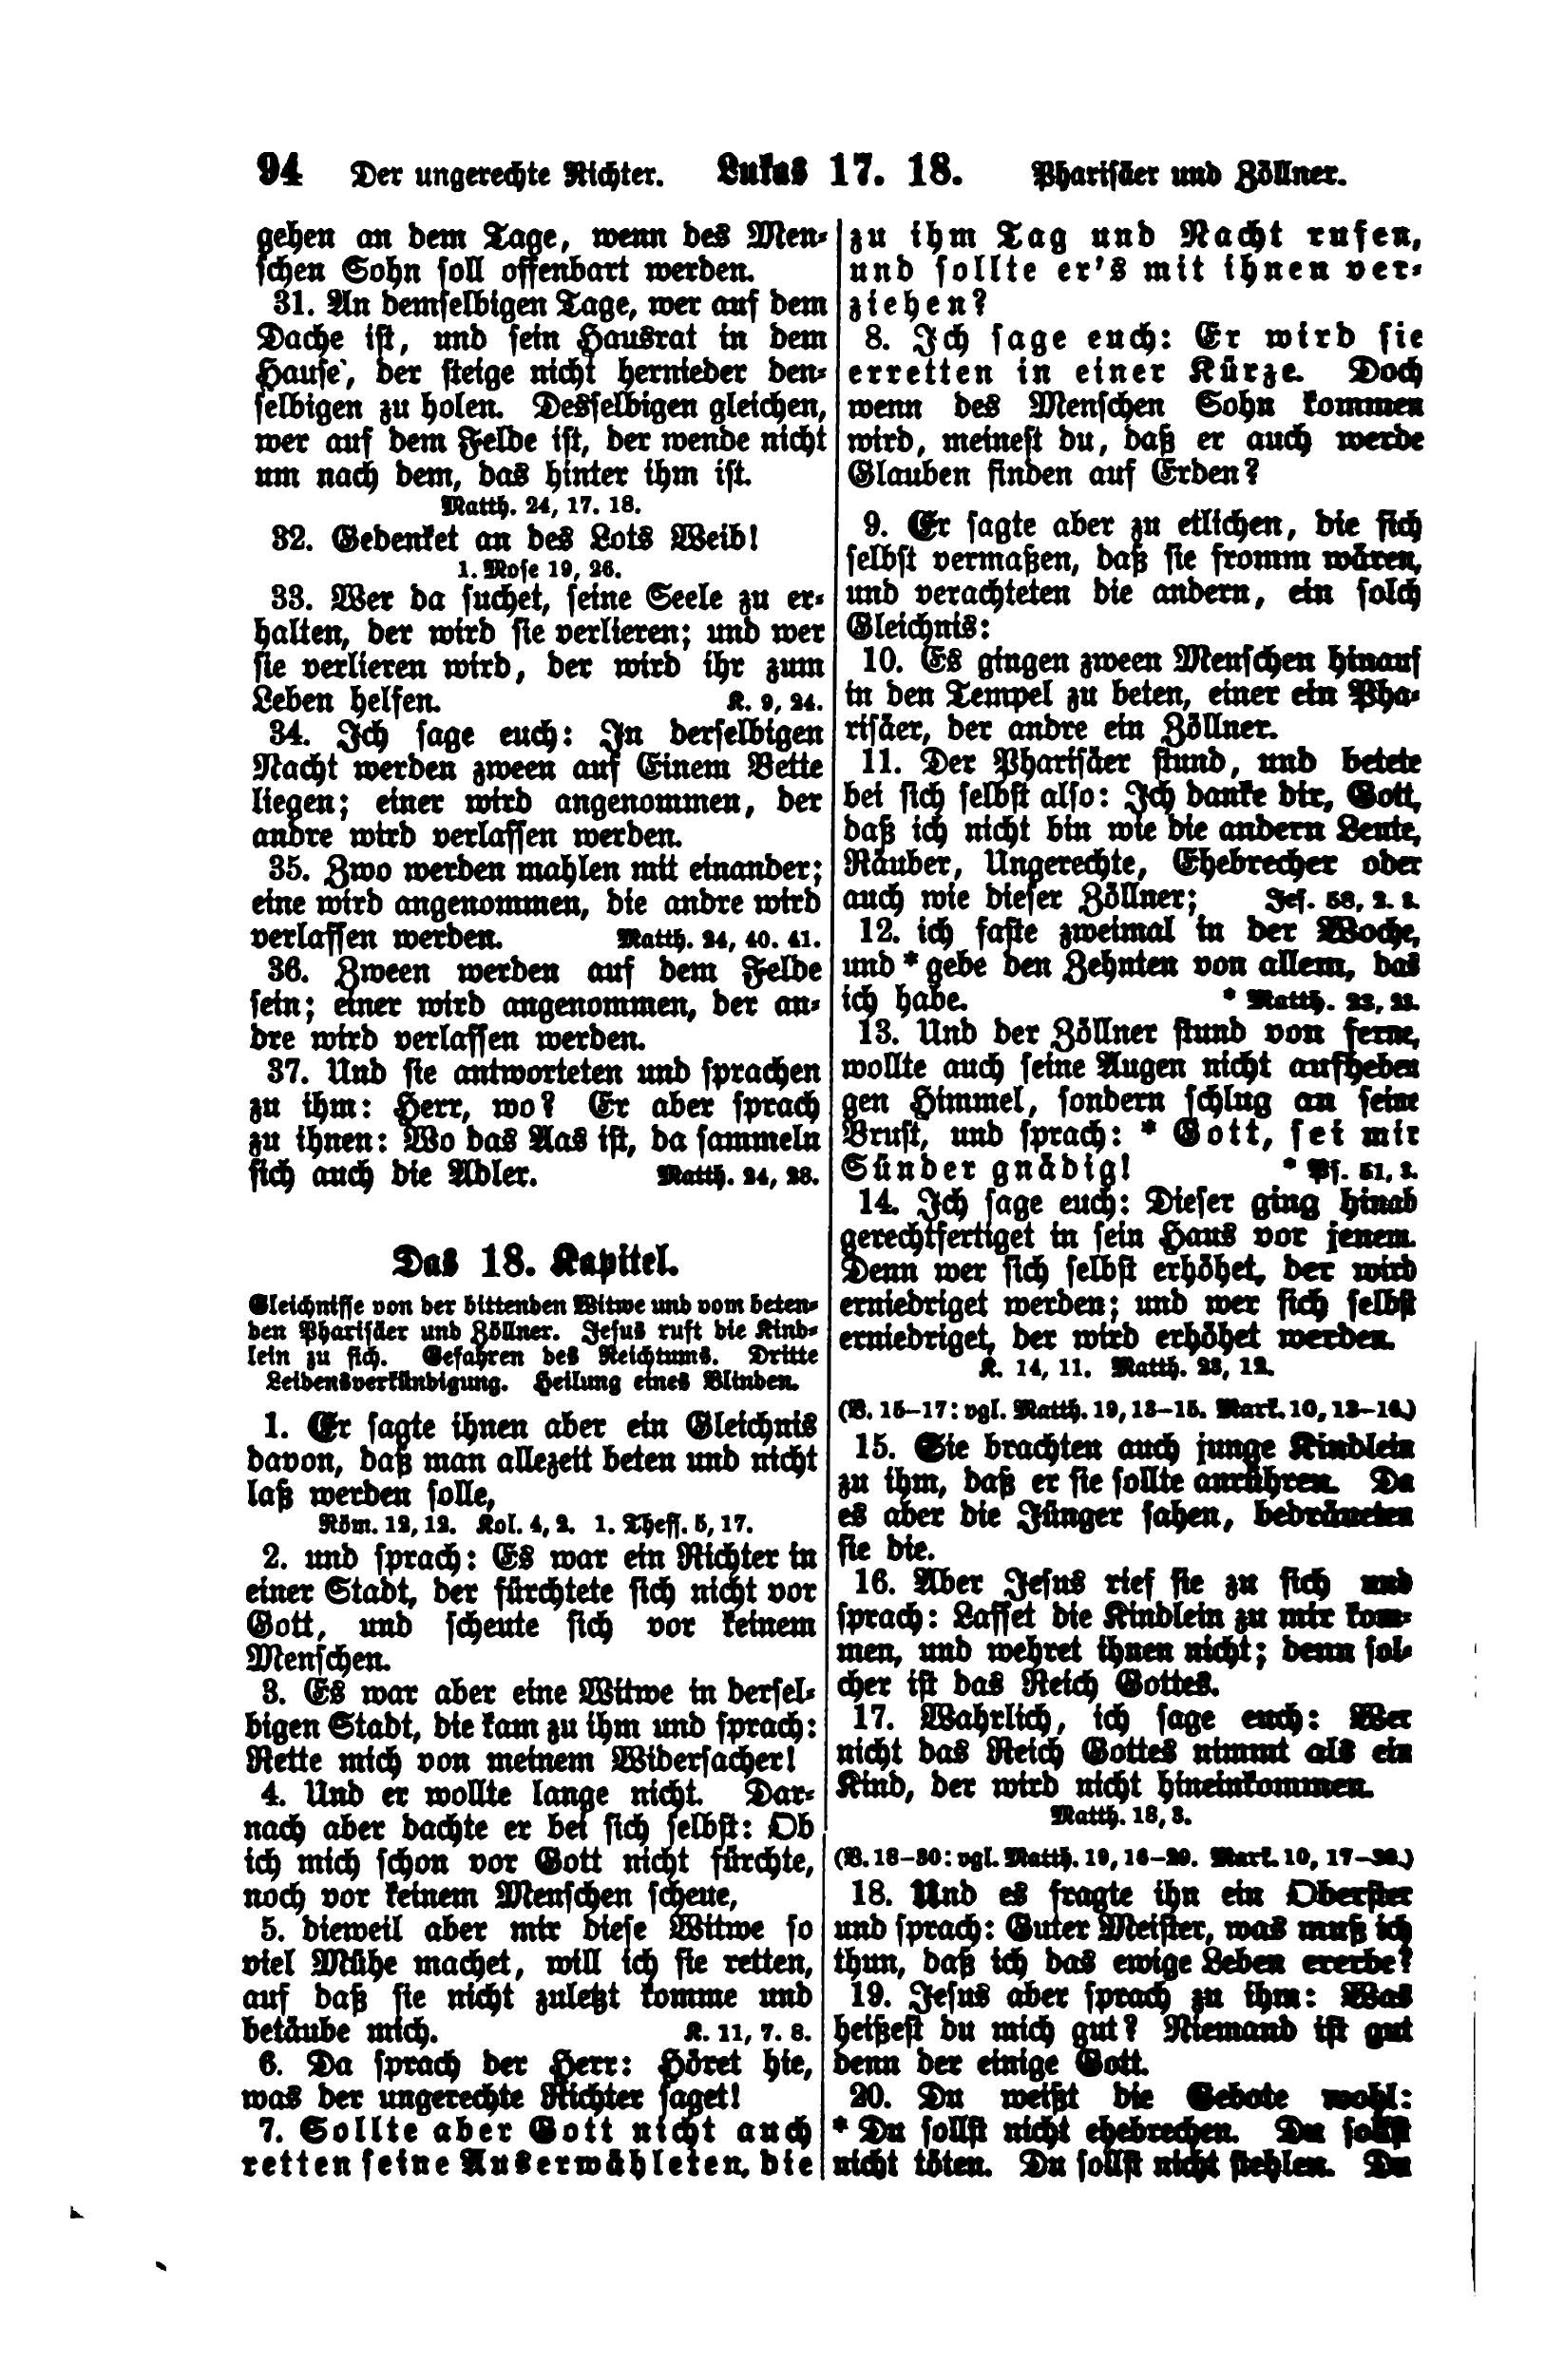 94 Der ungerechte Richter. Lukas 17. 18. Pharisäer und Zöllner.
gehen an dem Tage, wenn des Men-
schen Sohn soll offenbart werden.
31. An demselbigen Tage, wer auf dem
Dache ist, und sein Hausrat in dem
Hause, der steige nicht hernieder den-
selbigen zu holen. Desselbigen gleichen,
wer auf dem Felde ist, der wende nicht
um nach dem, das hinter ihm ist.
Matth. 24, 17. 18.
32. Gedenket an des Lots Weib!
1. Mose 19, 26.
33. Wer da suchet, seine Seele zu er-
halten, der wird sie verlieren; und wer
sie verlieren wird, der wird ihr zum
Leben helfen. K. 9, 24.
34. Ich sage euch: In derselbigen
Nacht werden zween auf Einem Bette
liegen; einer wird angenommen, der
andre wird verlassen werden.
35. Zwo werden mahlen mit einander;
eine wird angenommen, die andre wird
verlassen werden. Matth. 24, 40. 41.
36. Zween werden auf dem Felde
sein; einer wird angenommen, der an-
dre wird verlassen werden.
37. Und sie antworteten und sprachen
zu ihm: Herr, wo? Er aber sprach
zu ihnen: Wo das Aas ist, da sammeln
sich auch die Adler. Matth. 24, 28.
Das 18. Kapitel.
Gleichnisse von der bittenden Witwe und vom beten-
den Pharisäer und Zöllner. Jesus ruft die Kind-
lein zu sich. Gefahren des Reichtums. Dritte
Leidensverkündigung. Heilung eines Blinden.
1. Er sagte ihnen aber ein Gleichnis
davon, daß man allezeit beten und nicht
laß werden solle,
Röm. 12, 12. Kol. 4, 2. 1. Thess. 5, 17.
2. und sprach: Es war ein Richter in
einer Stadt, der fürchtete sich nicht vor
Gott, und scheute sich vor keinem
Menschen.
3. Es war aber eine Witwe in dersel-
bigen Stadt, die kam zu ihm und sprach:
Rette mich von meinem Widersacher!
4. Und er wollte lange nicht. Dar-
nach aber dachte er bei sich selbst: Ob
ich mich schon vor Gott nicht fürchte,
noch vor keinem Menschen scheue,
5. dieweil aber mir diese Witwe so
viel Mühe machet, will ich sie retten,
auf daß sie nicht zuletzt komme und
betäube mich. K. 11, 7. 8.
6. Da sprach der Herr: Höret hie,
was der ungerechte Richter saget!
7. Sollte aber Gott nicht auch
retten seine Auserwähleten, die
zu ihm Tag und Nacht rufen,
und sollte er's mit ihnen ver-
ziehen?
8. Ich sage euch: Er wird sie
erretten in einer Kürze. Doch
wenn des Menschen Sohn kommen
wird, meinest du, daß er auch werde
Glauben finden auf Erden?
9. Er sagte aber zu etlichen, die sich
selbst vermaßen, daß sie fromm wären,
und verachteten die andern, ein solch
Gleichnis:
10. Es gingen zween Menschen hinauf
in den Tempel zu beten, einer ein Pha-
risäer, der andre ein Zöllner.
11. Der Pharisäer stund, und betete
bei sich selbst also: Ich danke dir, Gott,
daß ich nicht bin wie die andern Leute,
Räuber, Ungerechte, Ehebrecher oder
auch wie dieser Zöllner; Jes. 58, 2. 3.
12. ich faste zweimal in der Woche,
und * gebe den Zehnten von allem, das
ich habe. * Matth. 23, 23.
13. Und der Zöllner stund von ferne,
wollte auch seine Augen nicht aufheben
gen Himmel, sondern schlug an seine
Brust, und sprach: * Gott, sei mir
Sünder gnädig! * Ps. 51, 3.
14. Ich sage euch: Dieser ging hinab
gerechtfertiget in sein Haus vor jenem.
Denn wer sich selbst erhöhet, der wird
erniedriget werden; und wer sich selbst
erniedriget, der wird erhöhet werden.
K. 14, 11. Matth. 23, 12.
(V. 15–17: vgl. Matth. 19, 13–15. Mark. 10, 13–16.)
15. Sie brachten auch junge Kindlein
zu ihm, daß er sie sollte anrühren. Da
es aber die Jünger sahen, bedräueten
sie die.
16. Aber Jesus rief sie zu sich und
sprach: Lasset die Kindlein zu mir kom-
men, und wehret ihnen nicht; denn sol-
cher ist das Reich Gottes.
17. Wahrlich, ich sage euch: Wer
nicht das Reich Gottes nimmt als ein
Kind, der wird nicht hineinkommen.
Matth. 18, 3.
(V. 18–30: vgl. Matth. 19, 16–29. Mark. 10, 17–30.)
18. Und es fragte ihn ein Oberster
und sprach: Guter Meister, was muß ich
thun, daß ich das ewige Leben ererbe?
19. Jesus aber sprach zu ihm: Was
heißest du mich gut? Niemand ist gut
denn der einige Gott.
20. Du weißt die Gebote wohl:
* Du sollst nicht ehebrechen. Du sollst
nicht töten. Du sollst nicht stehlen. Du